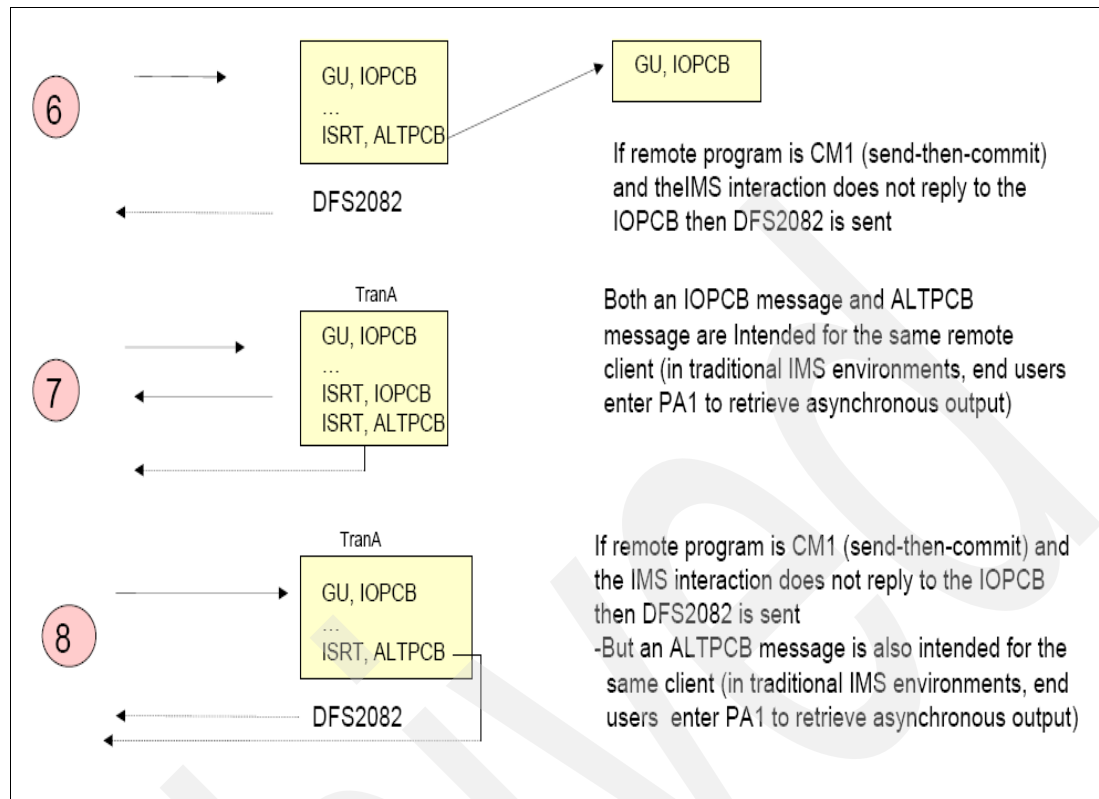 6
GU, IOPCB
...
ISRT, ALTPCB
DFS2082
GU, IOPCB
If remote program is CM1 (send-then-commit)
and theIMS interaction does not reply to the
IOPCB then DFS2082 is sent
7
TranA
GU, IOPCB
...
ISRT, IOPCB
ISRT, ALTPCB
Both an IOPCB message and ALTPCB
message are Intended for the same remote
client (in traditional IMS environments, end users
enter PA1 to retrieve asynchronous output)
8
TranA
GU, IOPCB
...
ISRT, ALTPCB
DFS2082
If remote program is CM1 (send-then-commit) and
the IMS interaction does not reply to the IOPCB
then DFS2082 is sent
-But an ALTPCB message is also intended for the
same client (in traditional IMS environments, end
users enter PA1 to retrieve asynchronous output)